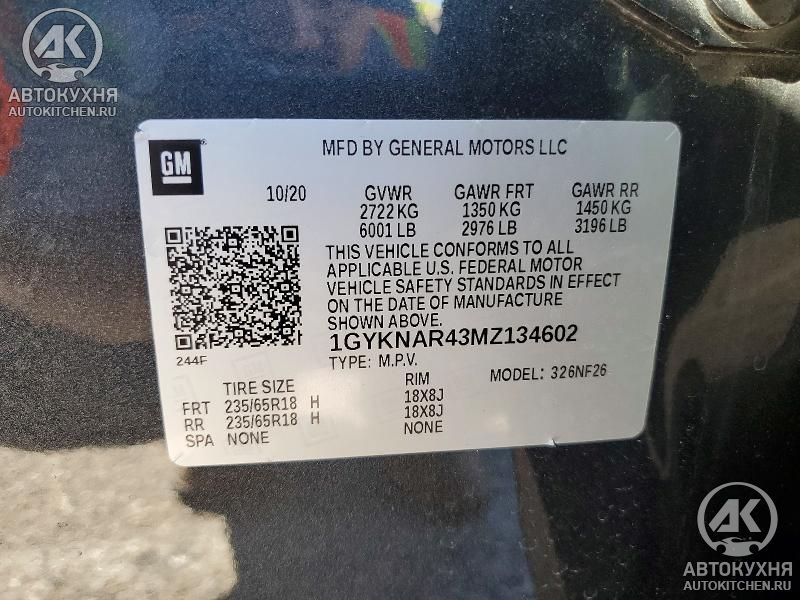 AK
АВТОКУХНЯ
AUTOKITCHEN.RU
GM
MFD BY GENERAL MOTORS LLC
10/20 GVWR GAWR FRT GAWR RR
2722 KG 1350 KG 1450 KG
6001 LB 2976 LB 3196 LB
THIS VEHICLE CONFORMS TO ALL
APPLICABLE U.S. FEDERAL MOTOR
VEHICLE SAFETY STANDARDS IN EFFECT
ON THE DATE OF MANUFACTURE
SHOWN ABOVE.
1GYKNAR43MZ134602
244F
TYPE: M.P.V. MODEL: 326NF26
TIRE SIZE RIM
FRT 235/65R18 H 18X8J
RR 235/65R18 H 18X8J
SPA NONE NONE
AK
АВТОКУХНЯ
AUTOKITCHEN.RU